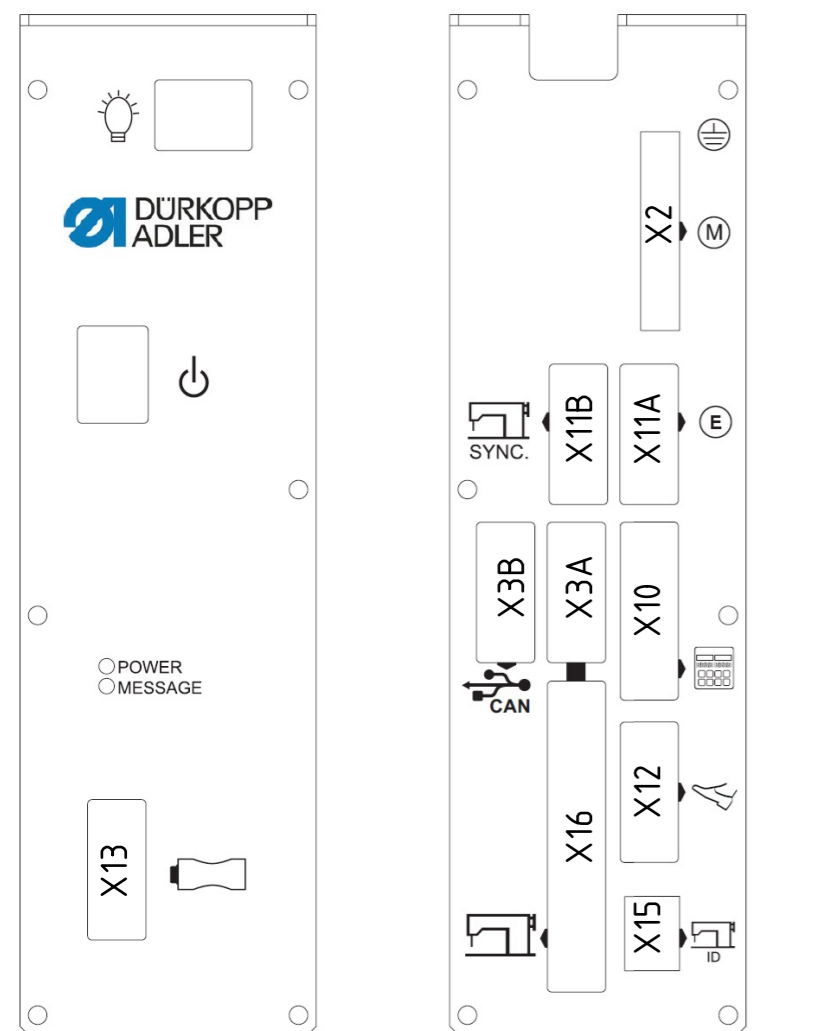 DÜRKOPP
ADLER
POWER
MESSAGE
X13
X2
M
X11B
X11A
E
SYNC.
X3B
X3A
X10
CAN
X16
X12
X15
ID